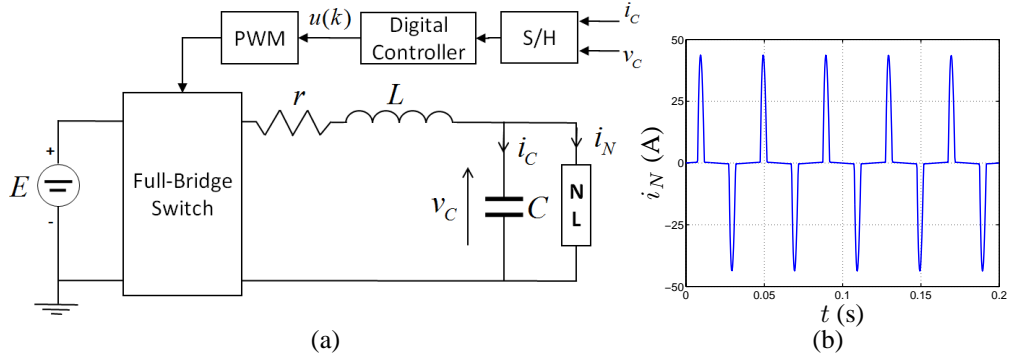 u(k)
PWM
Digital
Controller
S/H
i_C
v_C
r
L
i_C
i_N
+
E
-
Full-Bridge
Switch
v_C
C
N
L
(a)
50
25
0
−25
−50
i_N (A)
0
0.05
0.1
0.15
0.2
t (s)
(b)